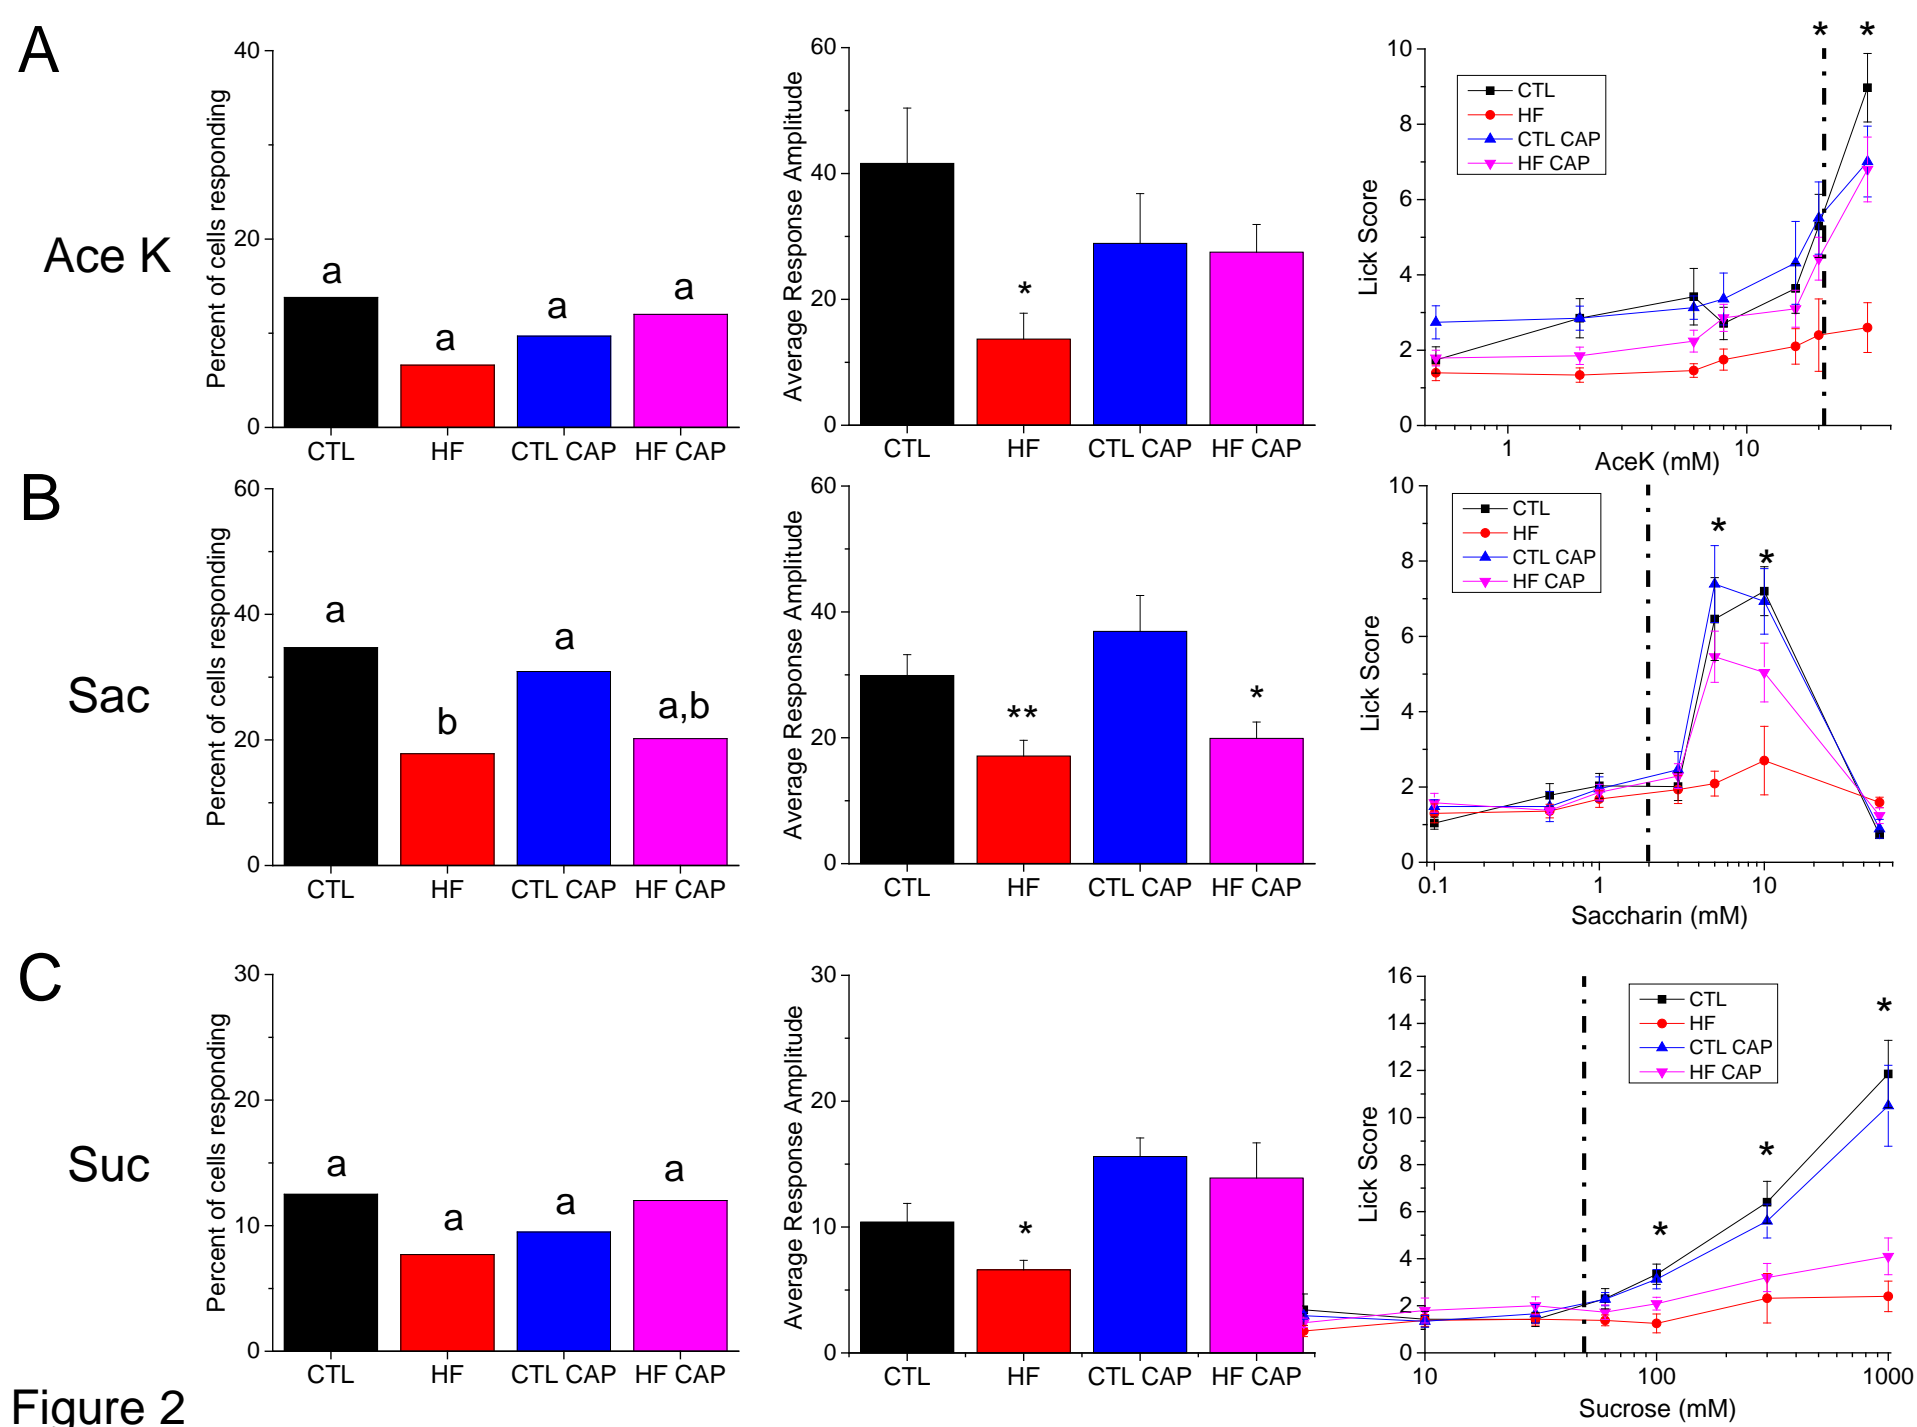 A
Ace K
Percent of cells responding
40
20
0
a
a
a
a
CTL
HF
CTL CAP
HF CAP
Average Response Amplitude
60
40
20
0
*
CTL
HF
CTL CAP
HF CAP
Lick Score
10
8
6
4
2
0
CTL
HF
CTL CAP
HF CAP
*
*
1
10
AceK (mM)
B
Sac
Percent of cells responding
60
40
20
0
a
b
a
a,b
CTL
HF
CTL CAP
HF CAP
Average Response Amplitude
60
40
20
0
**
*
CTL
HF
CTL CAP
HF CAP
Lick Score
10
8
6
4
2
0
CTL
HF
CTL CAP
HF CAP
*
*
0.1
1
10
Saccharin (mM)
C
Suc
Percent of cells responding
30
20
10
0
a
a
a
a
CTL
HF
CTL CAP
HF CAP
Average Response Amplitude
30
20
10
0
*
CTL
HF
CTL CAP
HF CAP
Lick Score
16
14
12
10
8
6
4
2
0
CTL
HF
CTL CAP
HF CAP
*
*
*
10
100
1000
Sucrose (mM)
Figure 2